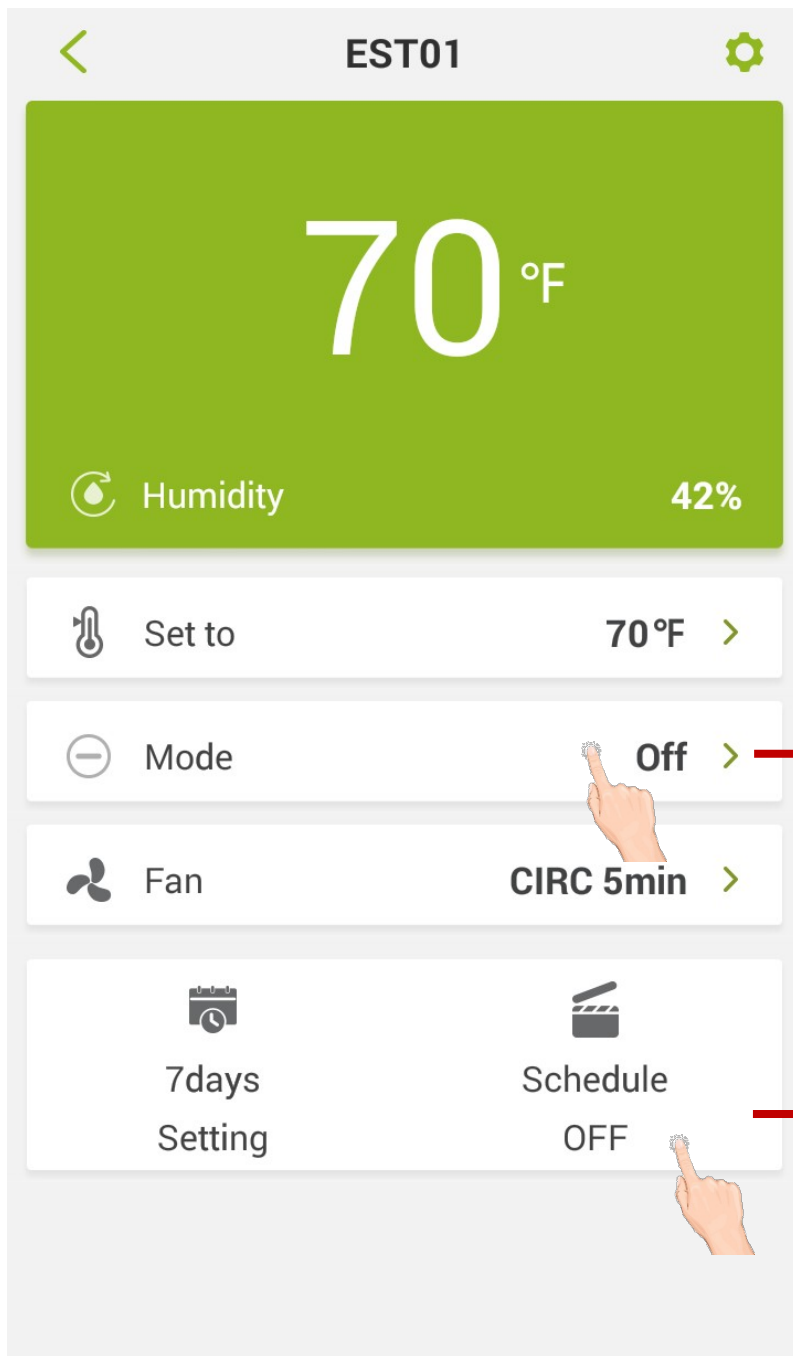 EST01
70 °F
Humidity 42%
Set to 70°F
Mode Off
Fan CIRC 5min
7days Schedule
Setting OFF